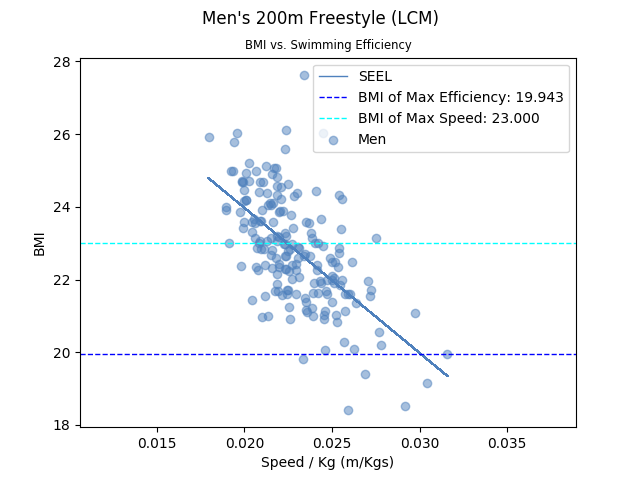 Men's 200m Freestyle (LCM)
BMI vs. Swimming Efficiency
SEEL
BMI of Max Efficiency: 19.943
BMI of Max Speed: 23.000
Men
28
26
24
22
20
18
BMI
0.015 0.020 0.025 0.030 0.035
Speed / Kg (m/Kgs)